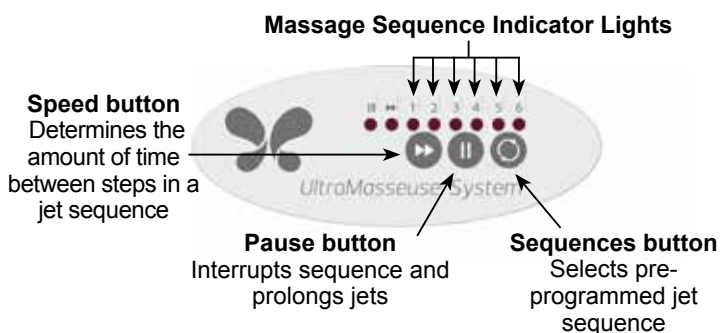 Massage Sequence Indicator Lights
Speed button
Determines the
amount of time
between steps in a
jet sequence
1 2 3 4 5 6
UltraMasseuse System
Pause button
Interrupts sequence and
prolongs jets
Sequences button
Selects pre-
programmed jet
sequence